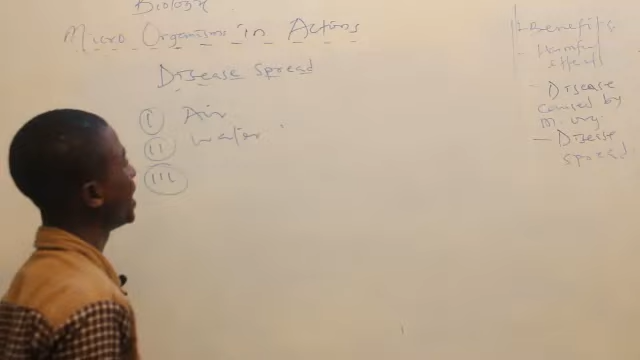 Biology
Micro Organisms in Actions
Disease Spread
(i) Air
(ii) Water
(iii)
- Benefits
- Harmful
effect
- Disease
caused by
m. org.
- Disease
spread